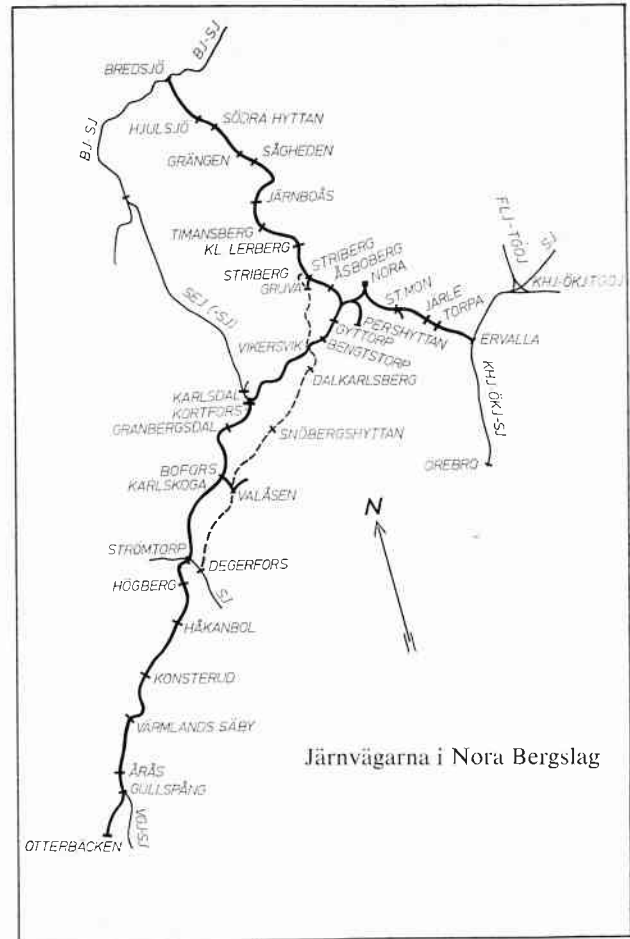 BJ-SJ
BREDSJÖ
BJ-SJ
SÖDRA HYTTAN
HJULSJÖ
SÅGHEDEN
GRÄNGEN
JÄRNBOÅS
TIMANSBERG
KL. LERBERG
STRIBERG
STRIBERG
GRUVA
ÅSBOBERG
NORA
ST.MON
JÄRLE
TORPA
FLJ-TGOJ
SJ
KHJ-ÖKJ,TGOJ
ERVALLA
PERSHYTTAN
GYTTORP
BENGTSTORP
VIKERSVIK
SEJ (-SJ)
DALKARLSBERG
KHJ-ÖKJ-SJ
KARLSDAL
KORTFORS
GRANBERGSDAL
SNÖBERGSHYTTAN
ÖREBRO
BOFORS
KARLSKOGA
VALÅSEN
N
STRÖMTORP
DEGERFORS
HÖGBERG
SJ
HÅKANBOL
KONSTERUD
VÄRMLANDS SÄBY
Järnvägarna i Nora Bergslag
ÅRÅS
GULLSPÅNG
VGJ-SJ
OTTERBÄCKEN